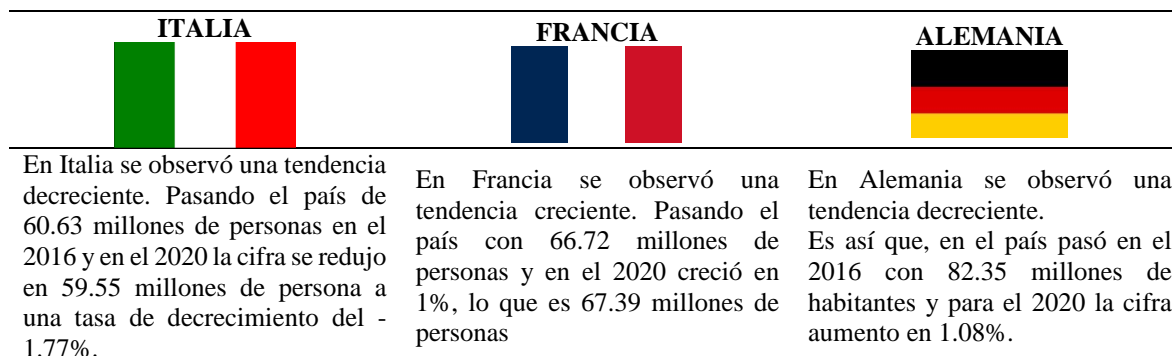 ITALIA
FRANCIA
ALEMANIA
En Italia se observó una tendencia
decreciente. Pasando el país de
60.63 millones de personas en el
2016 y en el 2020 la cifra se redujo
en 59.55 millones de persona a
una tasa de decrecimiento del -
1.77%.
En Francia se observó una
tendencia creciente. Pasando el
país con 66.72 millones de
personas y en el 2020 creció en
1%, lo que es 67.39 millones de
personas
En Alemania se observó una
tendencia decreciente.
Es así que, en el país pasó en el
2016 con 82.35 millones de
habitantes y para el 2020 la cifra
aumento en 1.08%.